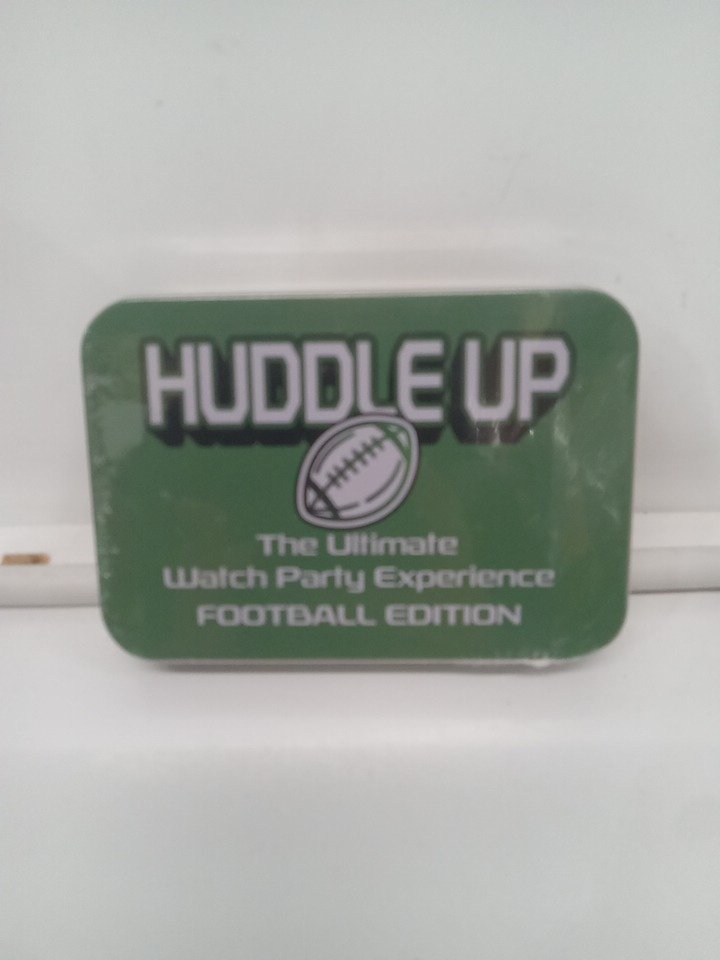 HUDDLE UP
The Ultimate
Watch Party Experience
FOOTBALL EDITION